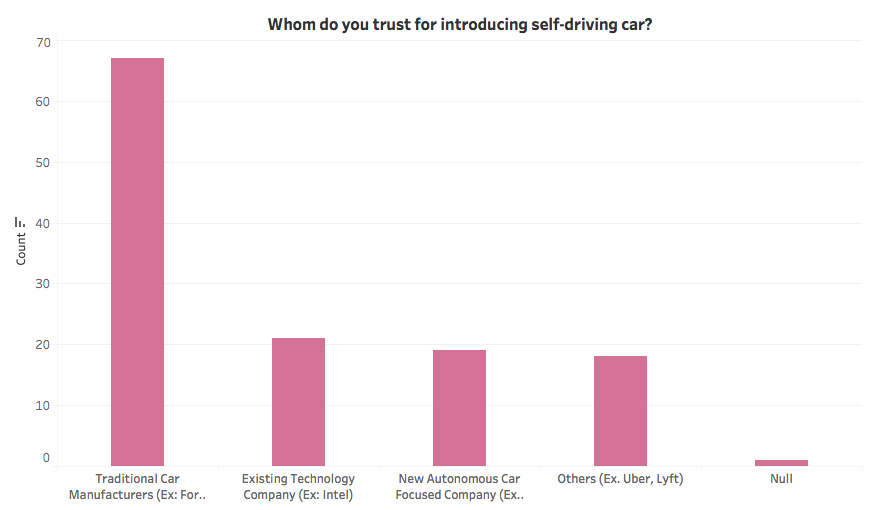 Whom do you trust for introducing self-driving car?
70
60
50
40
30
20
10
0
Count
Traditional Car
Manufacturers (Ex: For..
Existing Technology
Company (Ex: Intel)
New Autonomous Car
Focused Company (Ex..
Others (Ex. Uber, Lyft)
Null